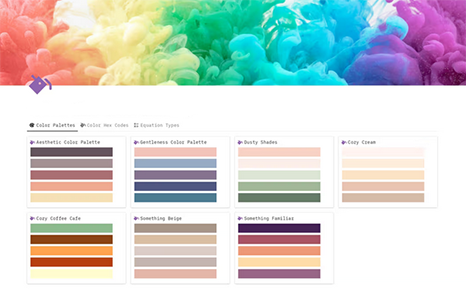 Color Palettes Color Hex Codes Equation Types
Aesthetic Color Palette Gentleness Color Palette Dusty Shades Cozy Cream
Cozy Coffee Cafe Something Beige Something Familiar